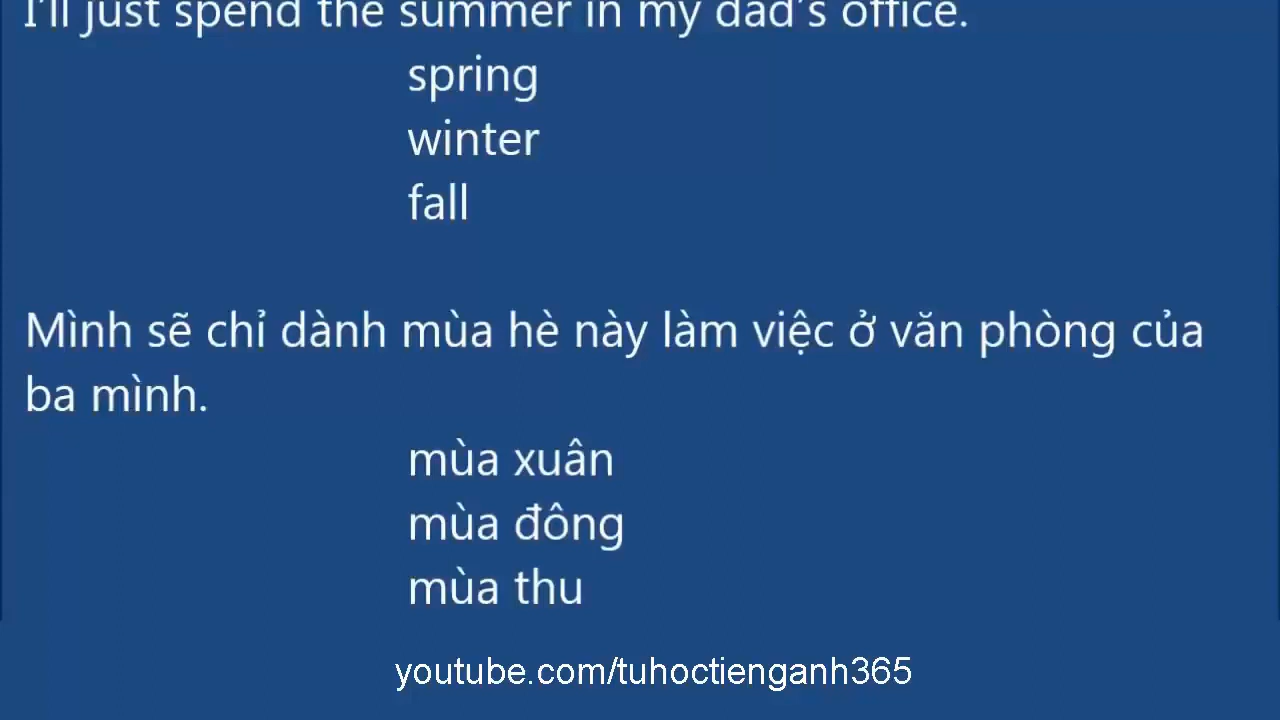 I'll just spend the summer in my dad's office.
spring
winter
fall
Mình sẽ chỉ dành mùa hè này làm việc ở văn phòng của
ba mình.
mùa xuân
mùa đông
mùa thu
youtube.com/tuhoctienganh365